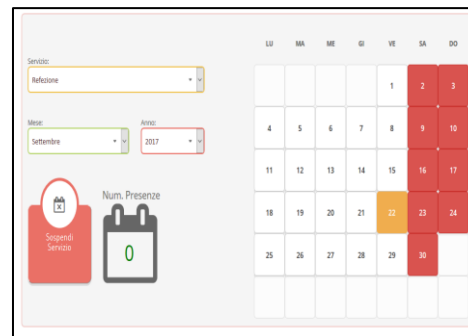 Servizio:
Refezione
Mese:
Anno:
Settembre
2017
Sospendi
Servizio
Num. Presenze
0
LU MA ME GI VE SA DO
1 2 3
4 5 6 7 8 9 10
11 12 13 14 15 16 17
18 19 20 21 22 23 24
25 26 27 28 29 30